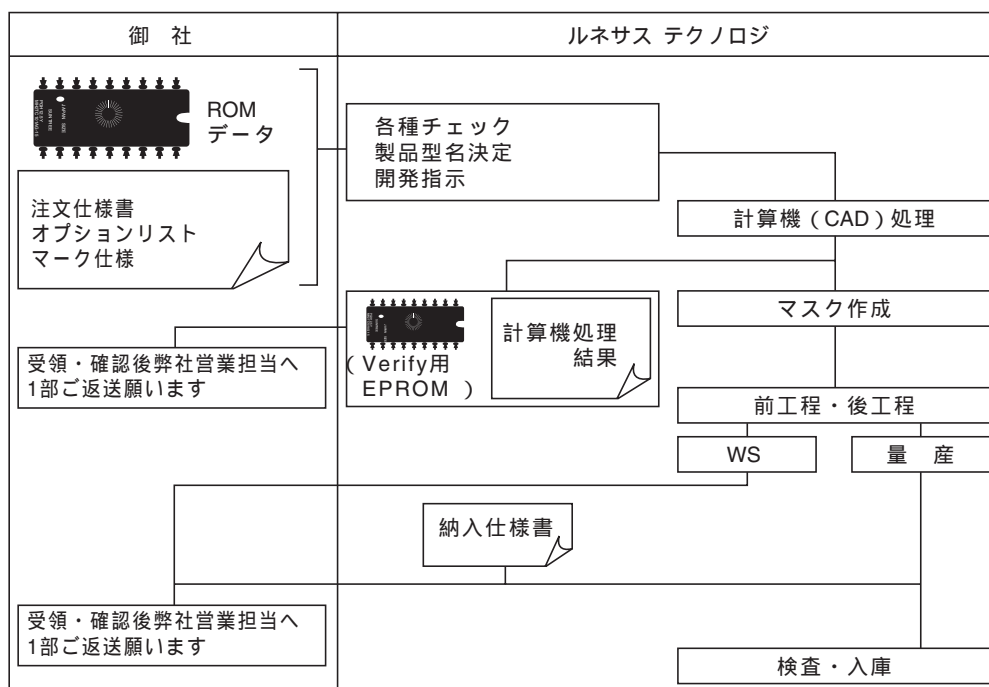 御 社
ルネサス テクノロジ
ROM
データ
注文仕様書
オプションリスト
マーク仕様
各種チェック
製品型名決定
開発指示
計算機(CAD)処理
マスク作成
(Verify用
EPROM )
計算機処理
結果
受領・確認後弊社営業担当へ
1部ご返送願います
前工程・後工程
WS
量 産
納入仕様書
受領・確認後弊社営業担当へ
1部ご返送願います
検査・入庫